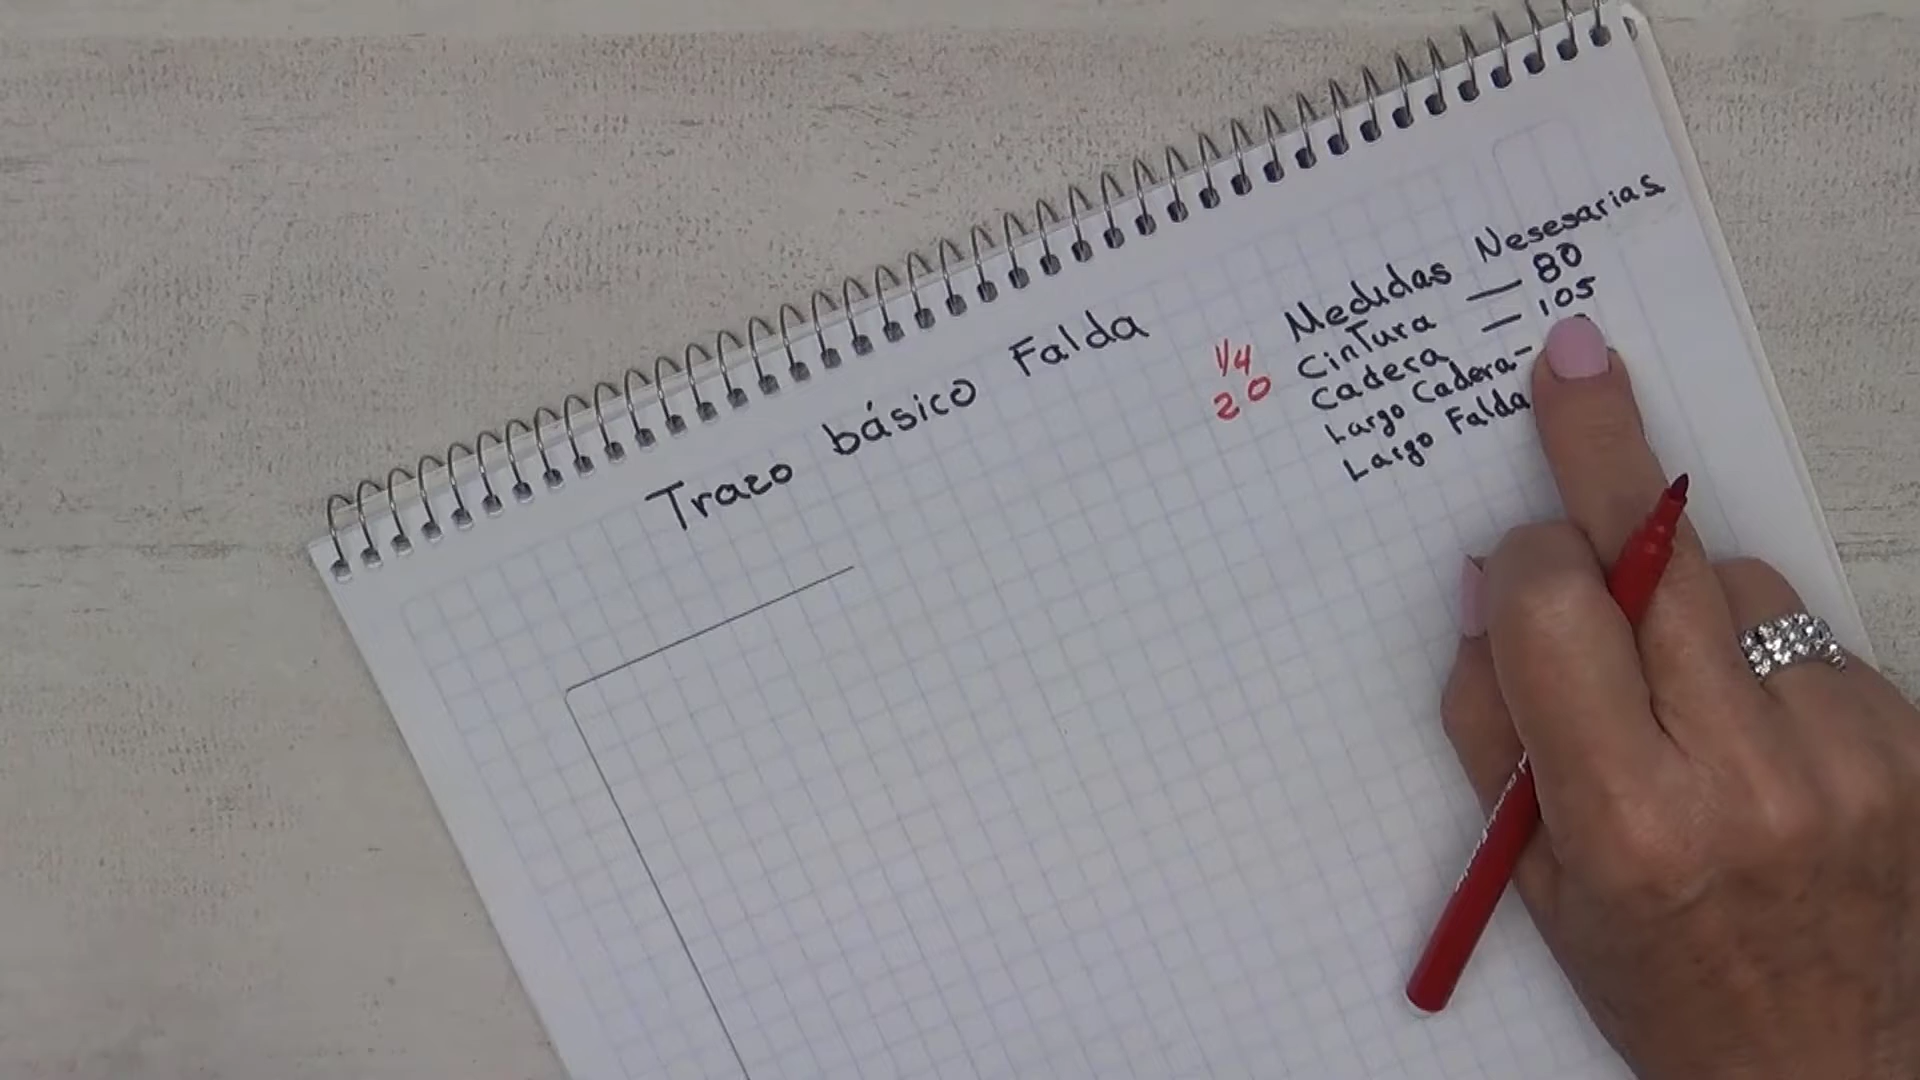 Trazo básico Falda
1/4
20
Medidas Nesesarias
CinTura — 80
Cadera — 105
Largo Cadera -
Largo Falda